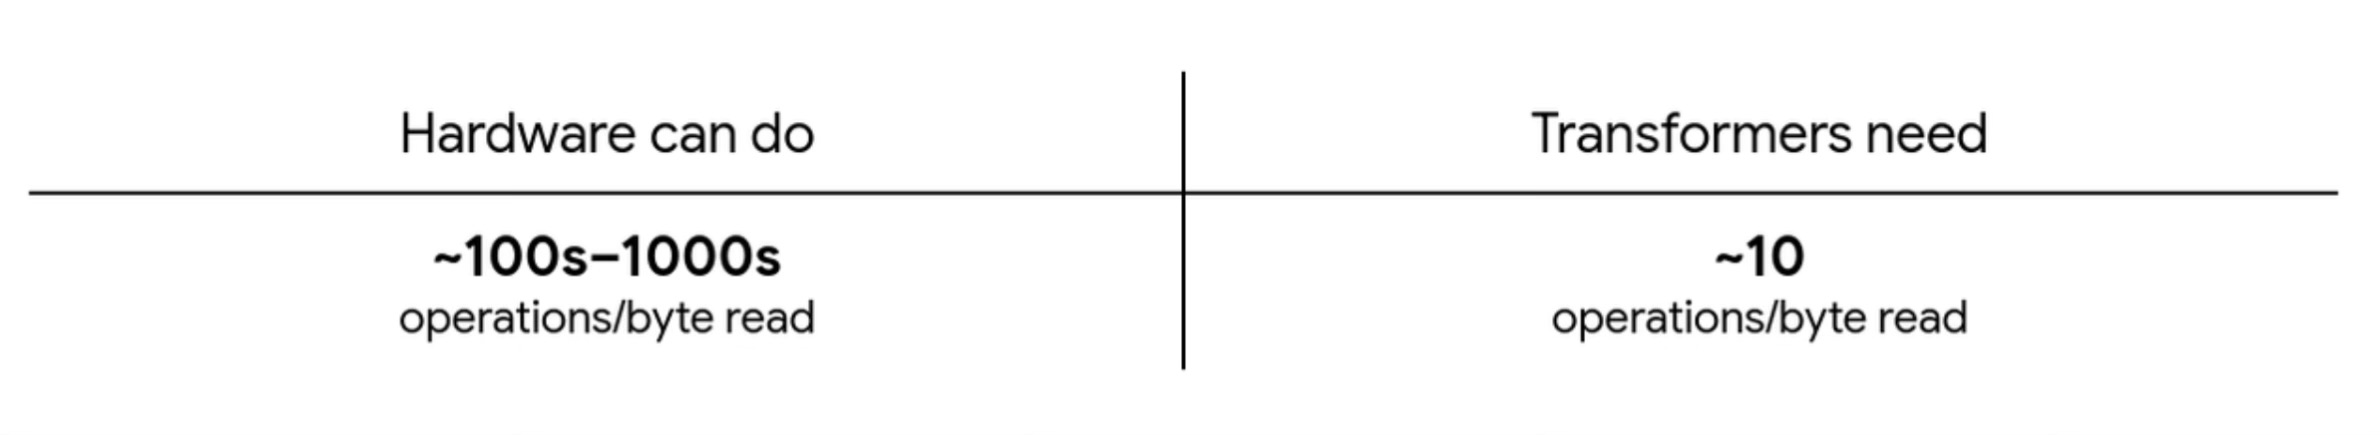 Hardware can do
Transformers need
~100s–1000s
operations/byte read
~10
operations/byte read